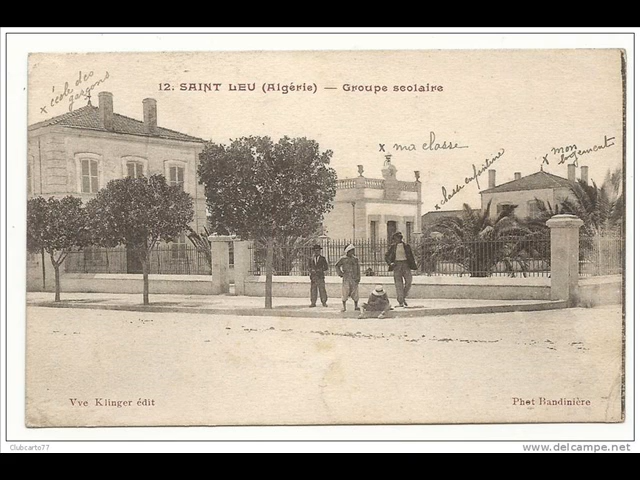 12. SAINT LEU (Algérie) — Groupe scolaire
x école des
garçons
x ma classe
x classe enfantine
x mon
logement
Vve Klinger édit
Phot Bandinière
Clubcarto77
www.delcampe.net